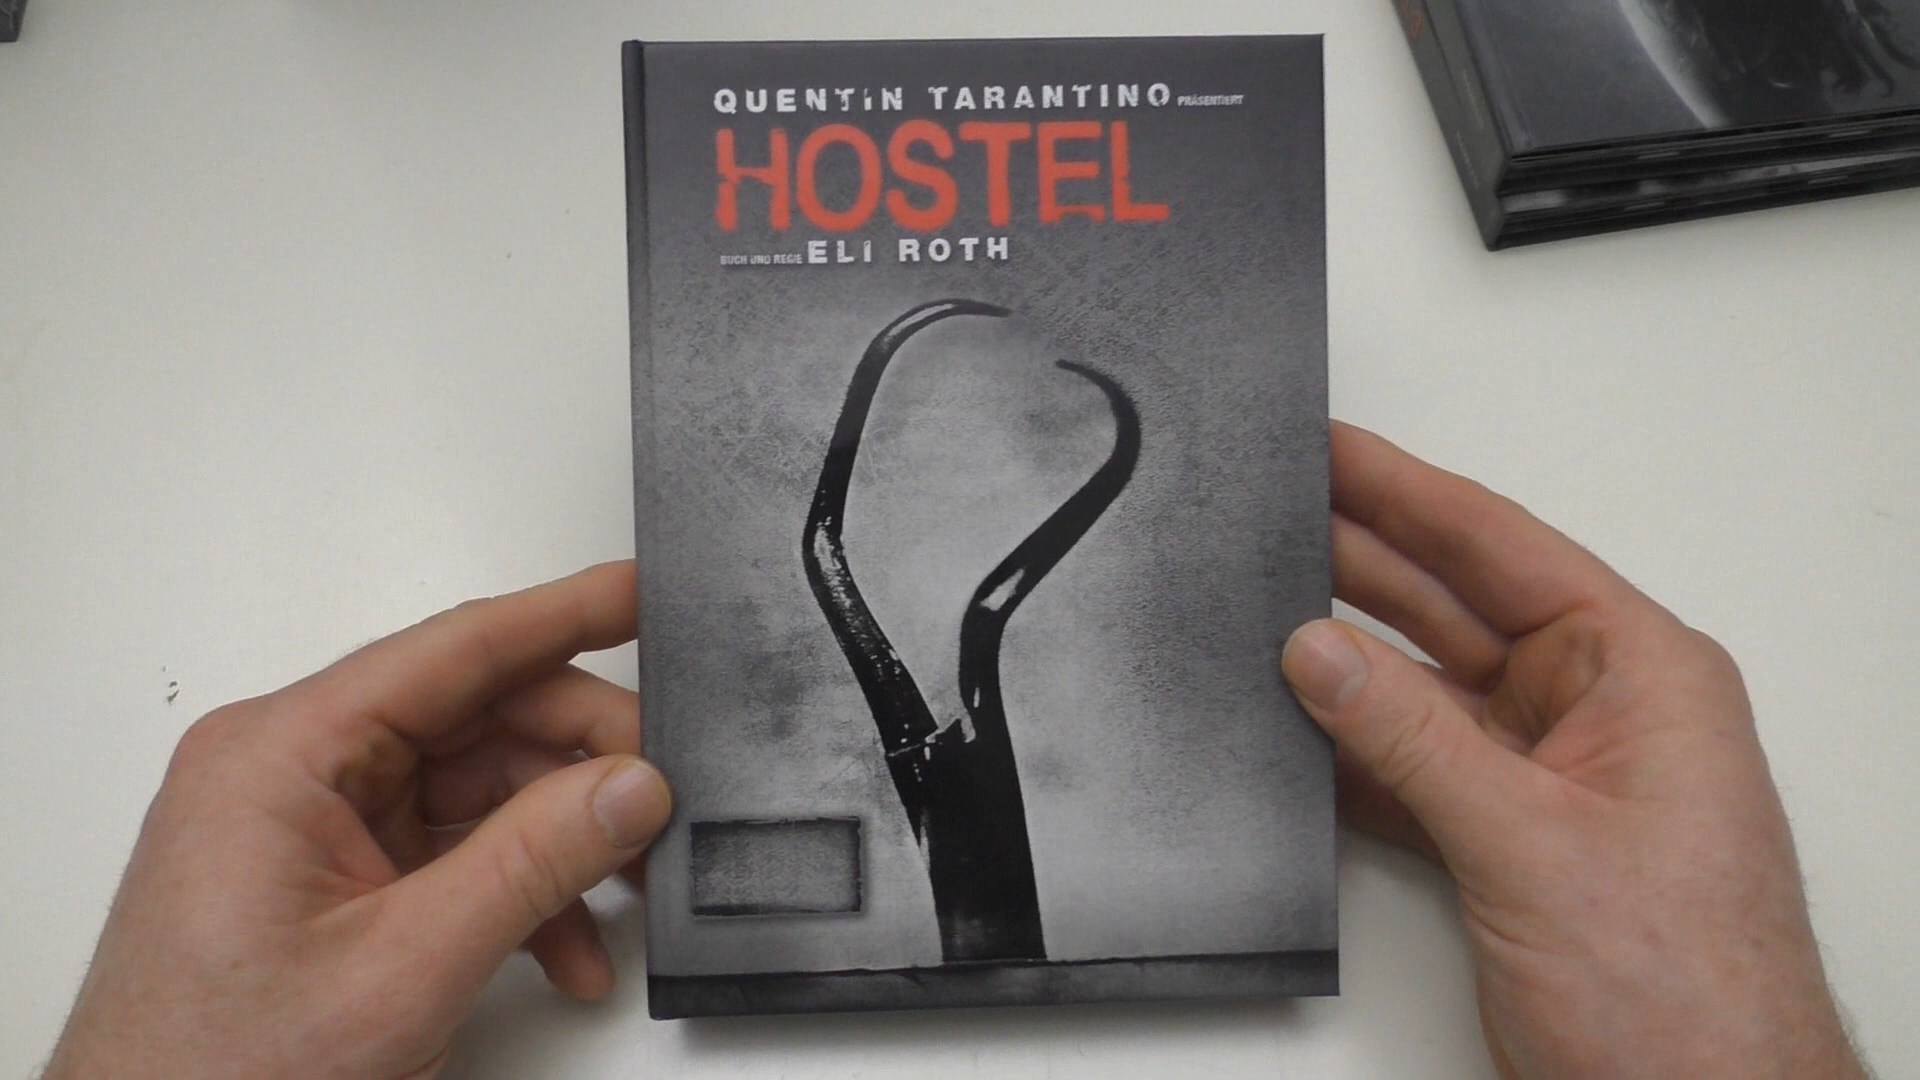 QUENTIN TARANTINO PRÄSENTIERT
HOSTEL
BUCH UND REGIE ELI ROTH